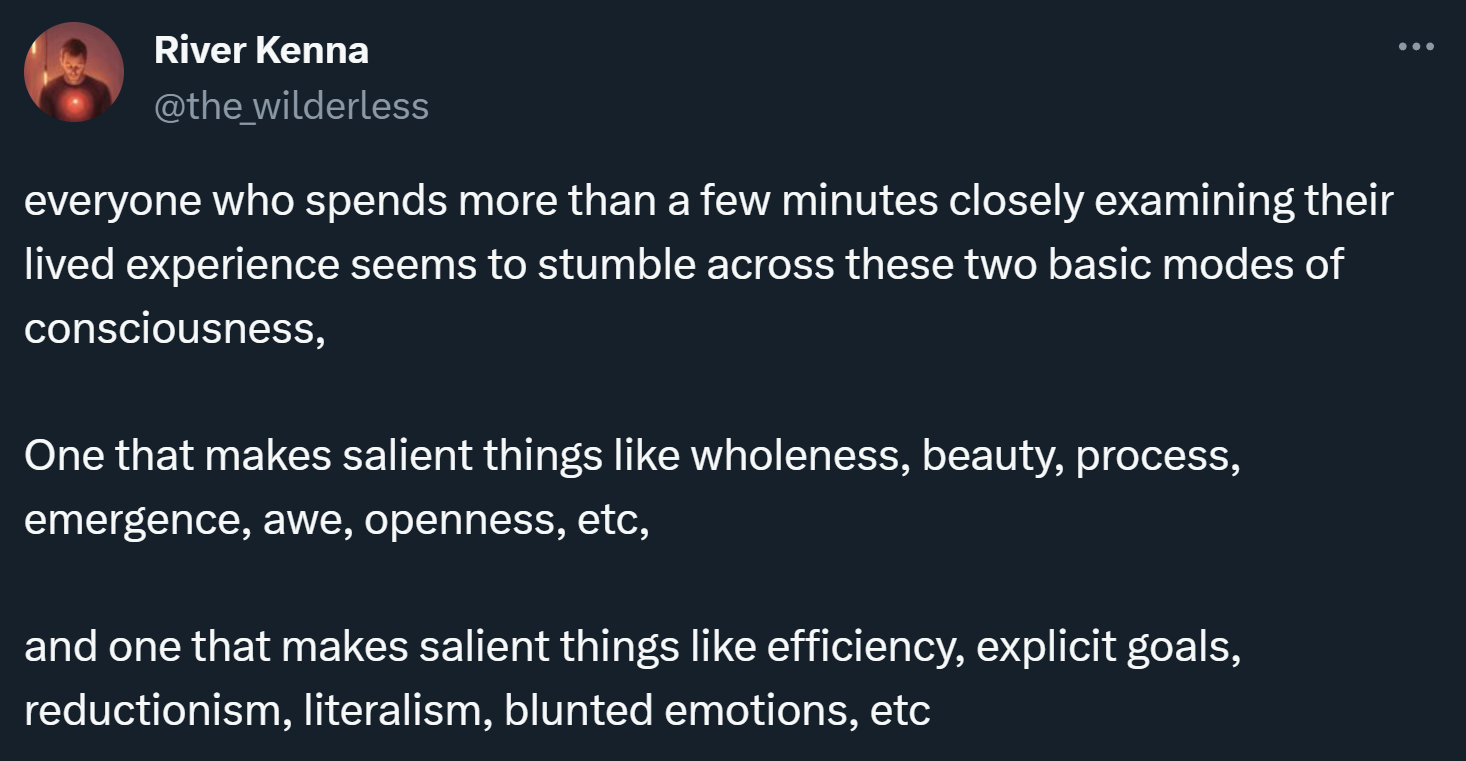 River Kenna
@the_wilderless
everyone who spends more than a few minutes closely examining their
lived experience seems to stumble across these two basic modes of
consciousness,
One that makes salient things like wholeness, beauty, process,
emergence, awe, openness, etc,
and one that makes salient things like efficiency, explicit goals,
reductionism, literalism, blunted emotions, etc